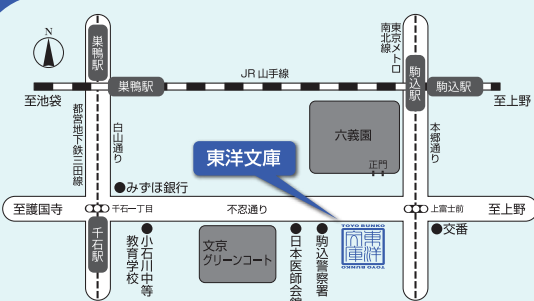 N
巣鴨駅
東京メトロ
南北線
JR山手線
巣鴨駅
駒込駅
駒込駅
至池袋
至上野
都営地下鉄三田線
白山通り
六義園
正門
本郷通り
東洋文庫
みずほ銀行
至護国寺
千石一丁目
不忍通り
上富士前
至上野
千石駅
小石川中等
教育学校
文京
グリーンコート
日本医師会館
駒込警察署
TOYO BUNKO
東洋文庫
TOYO BUNKO
交番